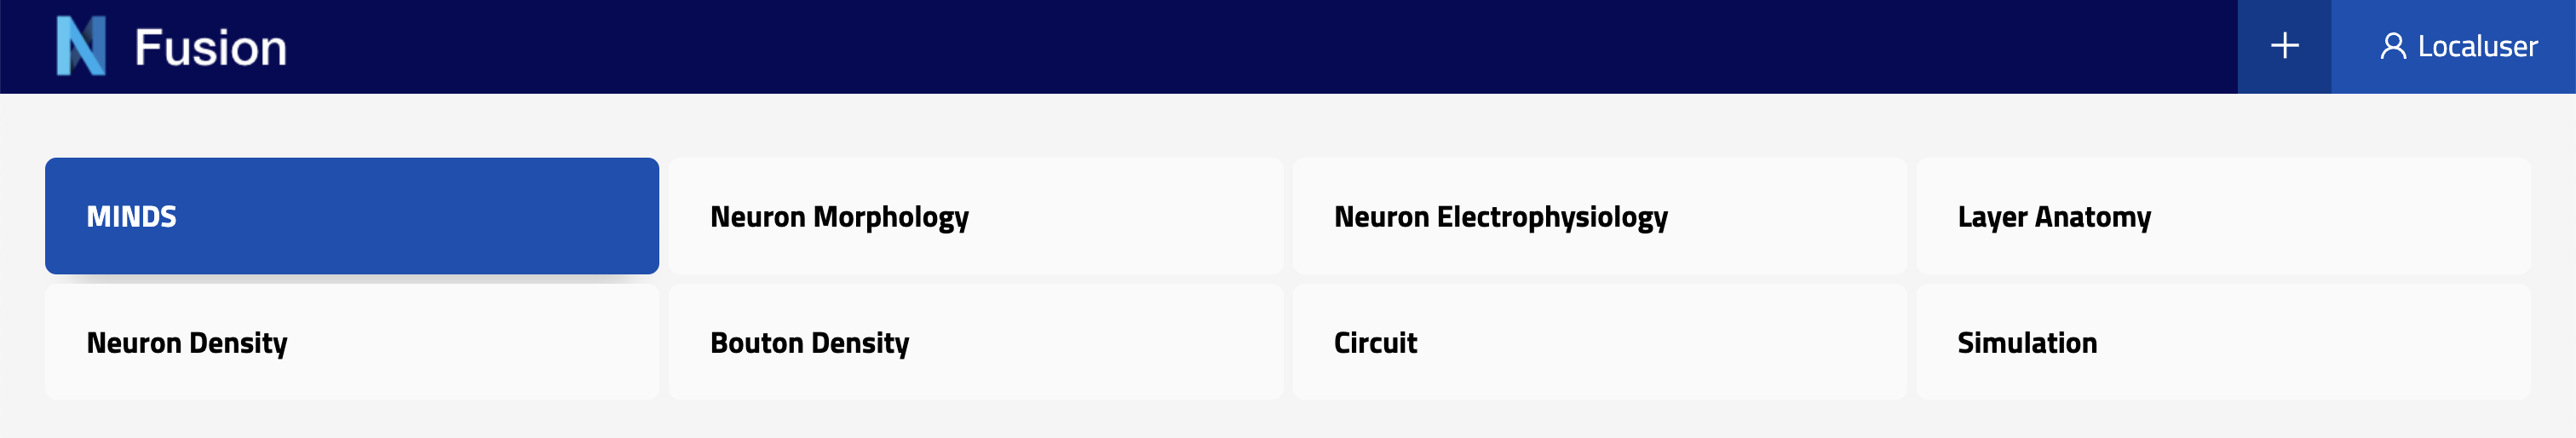 Fusion
+ Localuser
MINDS
Neuron Morphology
Neuron Electrophysiology
Layer Anatomy
Neuron Density
Bouton Density
Circuit
Simulation